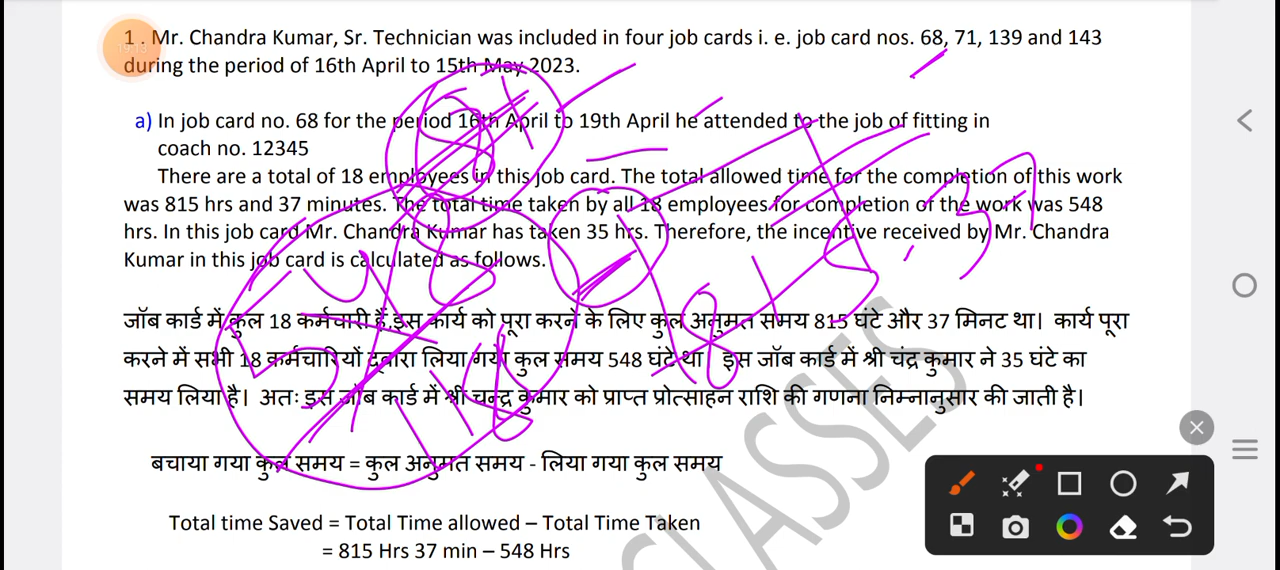 1 . Mr. Chandra Kumar, Sr. Technician was included in four job cards i. e. job card nos. 68, 71, 139 and 143
during the period of 16th April to 15th May 2023.
a) In job card no. 68 for the period 16th April to 19th April he attended to the job of fitting in
coach no. 12345
There are a total of 18 employees in this job card. The total allowed time for the completion of this work
was 815 hrs and 37 minutes. The total time taken by all 18 employees for completion of the work was 548
hrs. In this job card Mr. Chandra Kumar has taken 35 hrs. Therefore, the incentive received by Mr. Chandra
Kumar in this job card is calculated as follows.
जॉब कार्ड में कुल 18 कर्मचारी हैं,इस कार्य को पूरा करने के लिए कुल अनुमत समय 815 घंटे और 37 मिनट था। कार्य पूरा
करने में सभी 18 कर्मचारियों द्वारा लिया गया कुल समय 548 घंटे था। इस जॉब कार्ड में श्री चंद्र कुमार ने 35 घंटे का
समय लिया है। अतः इस जॉब कार्ड में श्री चन्द्र कुमार को प्राप्त प्रोत्साहन राशि की गणना निम्नानुसार की जाती है।
बचाया गया कुल समय = कुल अनुमत समय - लिया गया कुल समय
Total time Saved = Total Time allowed – Total Time Taken
= 815 Hrs 37 min – 548 Hrs
CLASSES